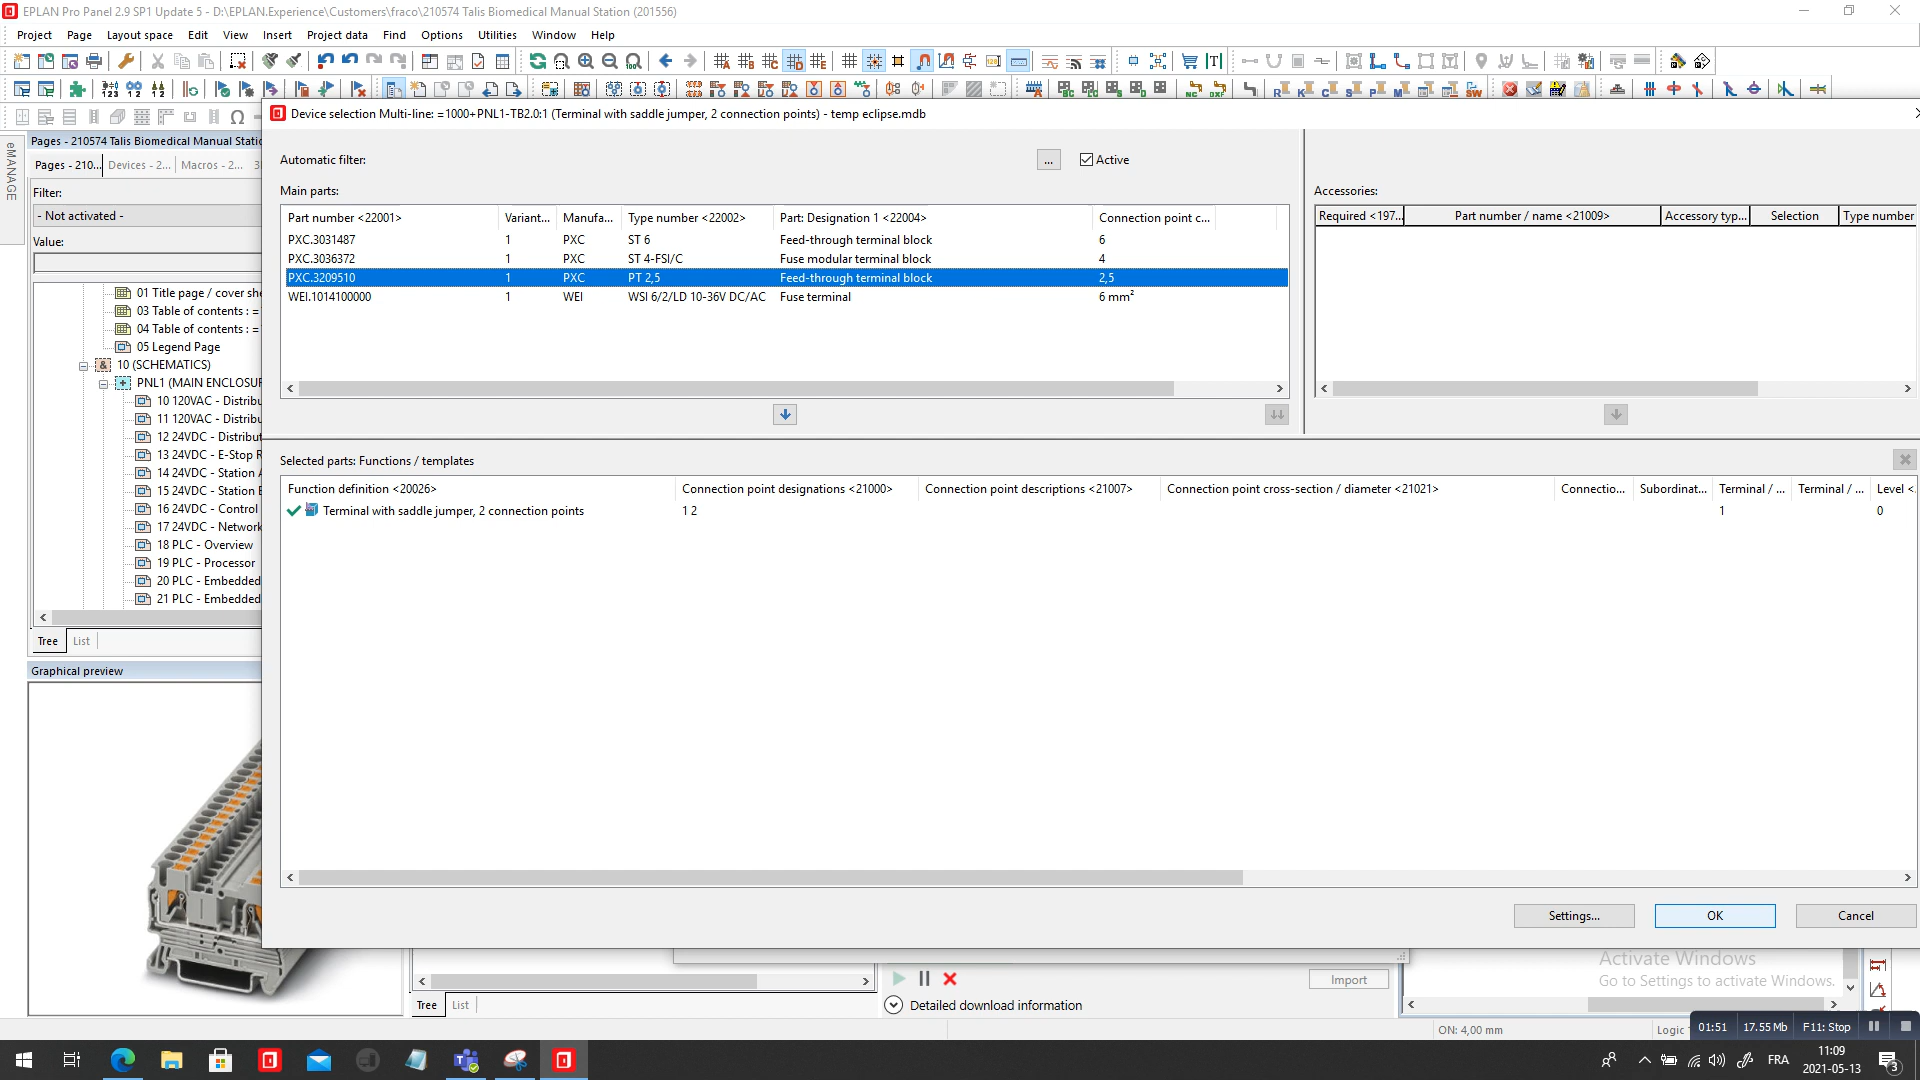 EPLAN Pro Panel 2.9 SP1 Update 5 - D:\EPLAN.Experience\Customers\fraco\210574 Talis Biomedical Manual Station (201556)
Project Page Layout space Edit View Insert Project data Find Options Utilities Window Help
Device selection Multi-line: =1000+PNL1-TB2.0:1 (Terminal with saddle jumper, 2 connection points) - temp eclipse.mdb
eMANAGE
Pages - 210574 Talis Biomedical Manual Static
Pages - 210... Devices - 2... Macros - 2...
Filter:
- Not activated -
Value:
01 Title page / cover she
03 Table of contents : =
04 Table of contents : =
05 Legend Page
10 (SCHEMATICS)
PNL1 (MAIN ENCLOSUR
10 120VAC - Distribu
11 120VAC - Distribu
12 24VDC - Distribut
13 24VDC - E-Stop R
14 24VDC - Station A
15 24VDC - Station B
16 24VDC - Control
17 24VDC - Network
18 PLC - Overview
19 PLC - Processor
20 PLC - Embedded
21 PLC - Embedded
Tree List
Graphical preview
Automatic filter:
... Active
Main parts:
Part number <22001> Variant... Manufa... Type number <22002> Part: Designation 1 <22004> Connection point c...
PXC.3031487 1 PXC ST 6 Feed-through terminal block 6
PXC.3036372 1 PXC ST 4-FSI/C Fuse modular terminal block 4
PXC.3209510 1 PXC PT 2,5 Feed-through terminal block 2,5
WEI.1014100000 1 WEI WSI 6/2/LD 10-36V DC/AC Fuse terminal 6 mm²
Accessories:
Required <197... Part number / name <21009> Accessory typ... Selection Type number
Selected parts: Functions / templates
Function definition <20026> Connection point designations <21000> Connection point descriptions <21007> Connection point cross-section / diameter <21021> Connectio... Subordinat... Terminal / ... Terminal / ... Level <
Terminal with saddle jumper, 2 connection points 1 2 1 0
Settings... OK Cancel
Activate Windows
Go to Settings to activate Windows.
Import
Tree List
Detailed download information
ON: 4,00 mm Logic
01:51 17.55 Mb F11: Stop
FRA
11:09
2021-05-13
3